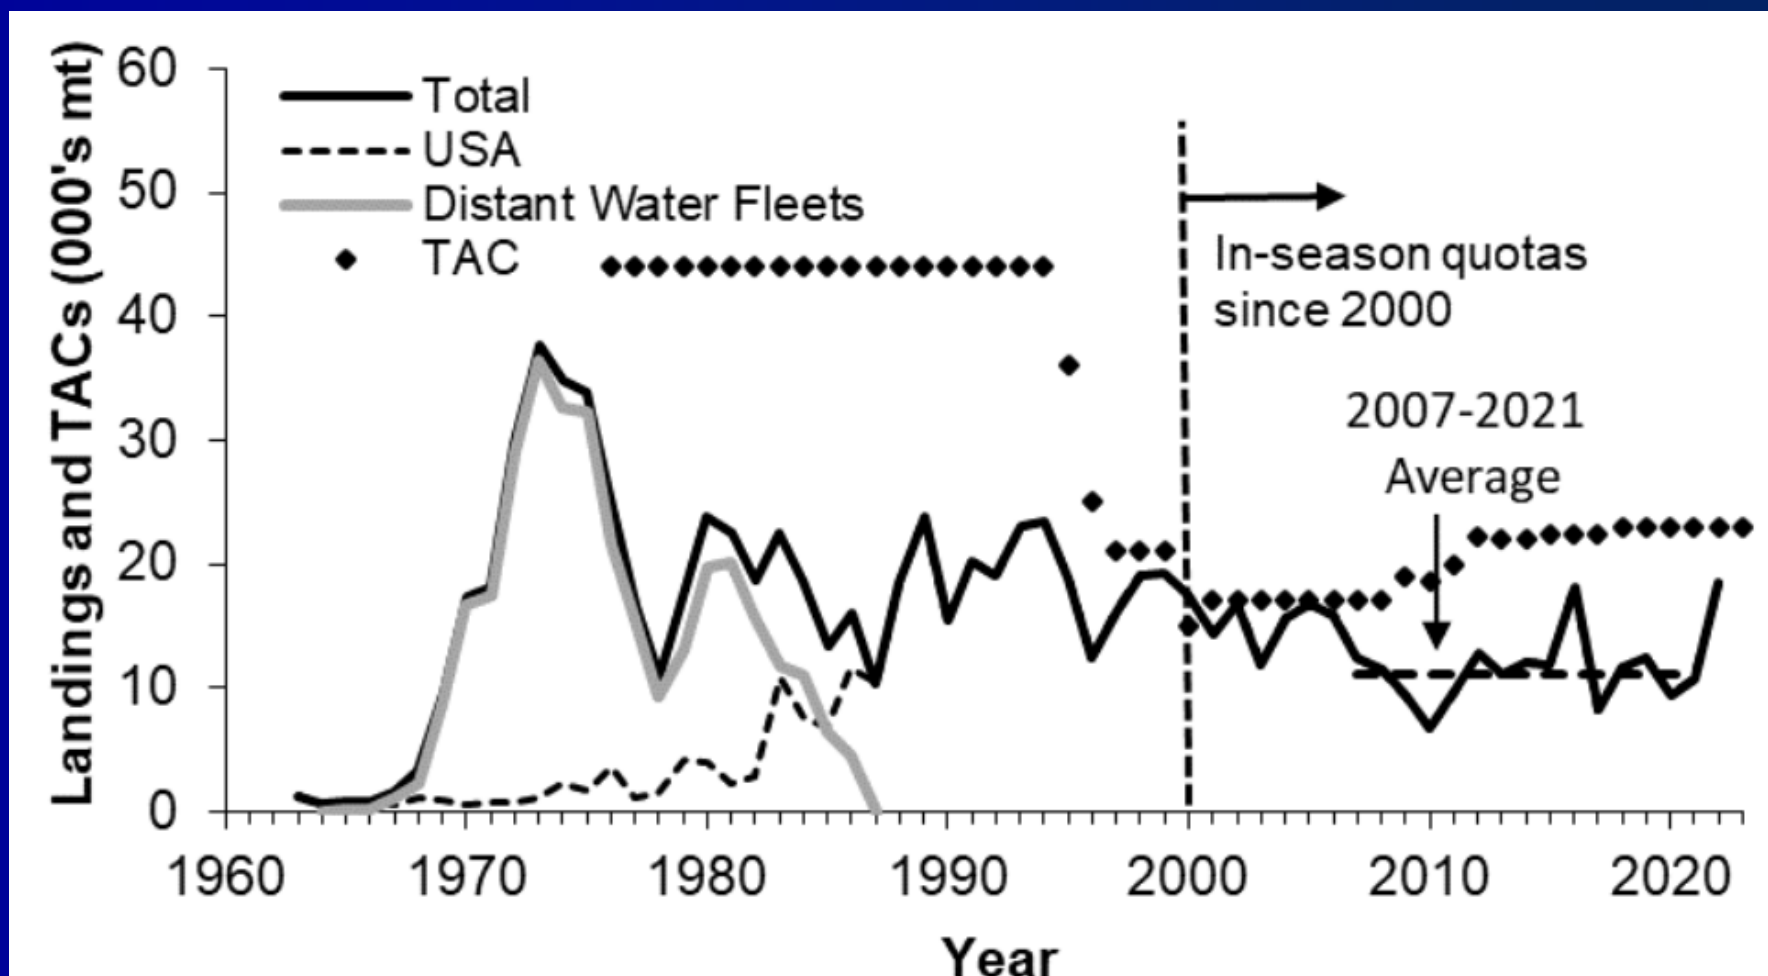 Landings and TACs (000's mt)
60
50
40
30
20
10
0
Total
USA
Distant Water Fleets
TAC
In-season quotas
since 2000
2007-2021
Average
1960
1970
1980
1990
2000
2010
2020
Year